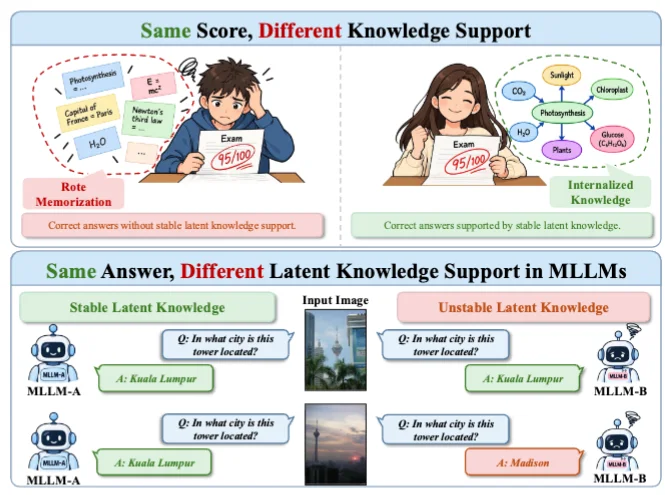 Same Score, Different Knowledge Support
Photosynthesis
= ...
E =
mc²
Capital of
France = Paris
Newton's
third law
= ...
H₂O
...
Exam
95/100
Rote
Memorization
Correct answers without stable latent knowledge support.
Sunlight
CO₂
Chloroplast
Photosynthesis
H₂O
Glucose
(C₆H₁₂O₆)
Plants
Exam
95/100
Internalized
Knowledge
Correct answers supported by stable latent knowledge.
Same Answer, Different Latent Knowledge Support in MLLMs
Stable Latent Knowledge
Input Image
Unstable Latent Knowledge
Q: In what city is this
tower located?
A: Kuala Lumpur
MLLM-A
MLLM-A
Q: In what city is this
tower located?
A: Kuala Lumpur
MLLM-B
MLLM-B
Q: In what city is this
tower located?
A: Kuala Lumpur
MLLM-A
MLLM-A
Q: In what city is this
tower located?
A: Madison
MLLM-B
MLLM-B